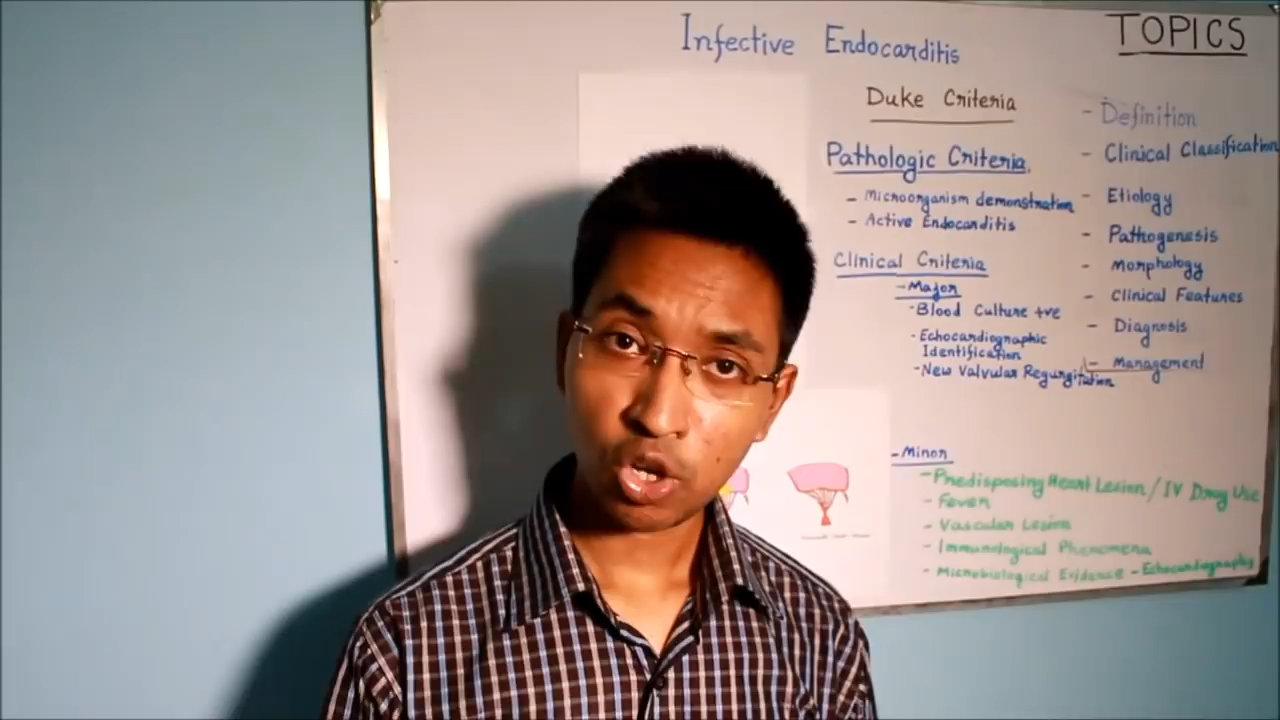 Infective Endocarditis
Duke Criteria
Pathologic Criteria
- Microorganism demonstration
- Active Endocarditis
Clinical Criteria
- Major
- Blood Culture +ve
- Echocardiographic
Identification
- New Valvular Regurgitation
- Minor
- Predisposing Heart Lesion / IV Drug Use
- Fever
- Vascular Lesion
- Immunological Phenomena
- Microbiological Evidence - Echocardiography
TOPICS
- Definition
- Clinical Classification
- Etiology
- Pathogenesis
- Morphology
- Clinical Features
- Diagnosis
- Management